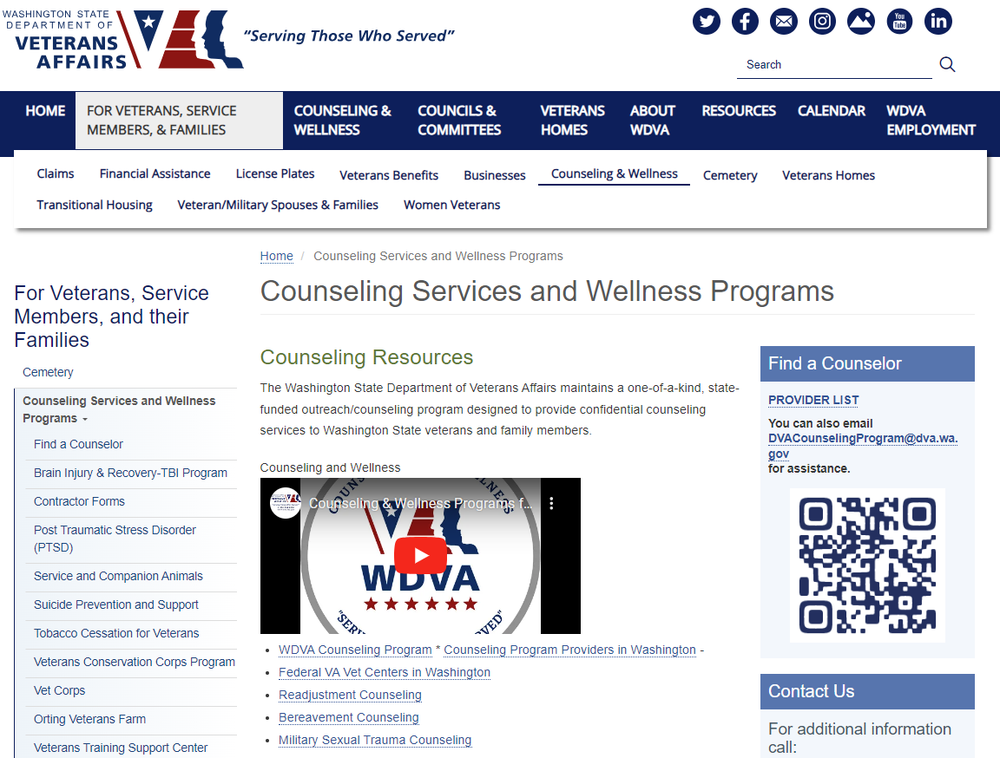 WASHINGTON STATE
DEPARTMENT OF
VETERANS
AFFAIRS
“Serving Those Who Served”
Search
HOME
FOR VETERANS, SERVICE
MEMBERS, & FAMILIES
COUNSELING &
WELLNESS
COUNCILS &
COMMITTEES
VETERANS
HOMES
ABOUT
WDVA
RESOURCES
CALENDAR
WDVA
EMPLOYMENT
Claims Financial Assistance License Plates Veterans Benefits Businesses Counseling & Wellness Cemetery Veterans Homes
Transitional Housing Veteran/Military Spouses & Families Women Veterans
Home / Counseling Services and Wellness Programs
For Veterans, Service
Members, and their
Families
Cemetery
Counseling Services and Wellness
Programs
Find a Counselor
Brain Injury & Recovery-TBI Program
Contractor Forms
Post Traumatic Stress Disorder
(PTSD)
Service and Companion Animals
Suicide Prevention and Support
Tobacco Cessation for Veterans
Veterans Conservation Corps Program
Vet Corps
Orting Veterans Farm
Veterans Training Support Center
Counseling Services and Wellness Programs
Counseling Resources
The Washington State Department of Veterans Affairs maintains a one-of-a-kind, state-
funded outreach/counseling program designed to provide confidential counseling
services to Washington State veterans and family members.
Counseling and Wellness
Counseling & Wellness Programs f...
WDVA
• WDVA Counseling Program * Counseling Program Providers in Washington -
• Federal VA Vet Centers in Washington
• Readjustment Counseling
• Bereavement Counseling
• Military Sexual Trauma Counseling
Find a Counselor
PROVIDER LIST
You can also email
DVACounselingProgram@dva.wa.
gov
for assistance.
Contact Us
For additional information
call:
You
Tube
in